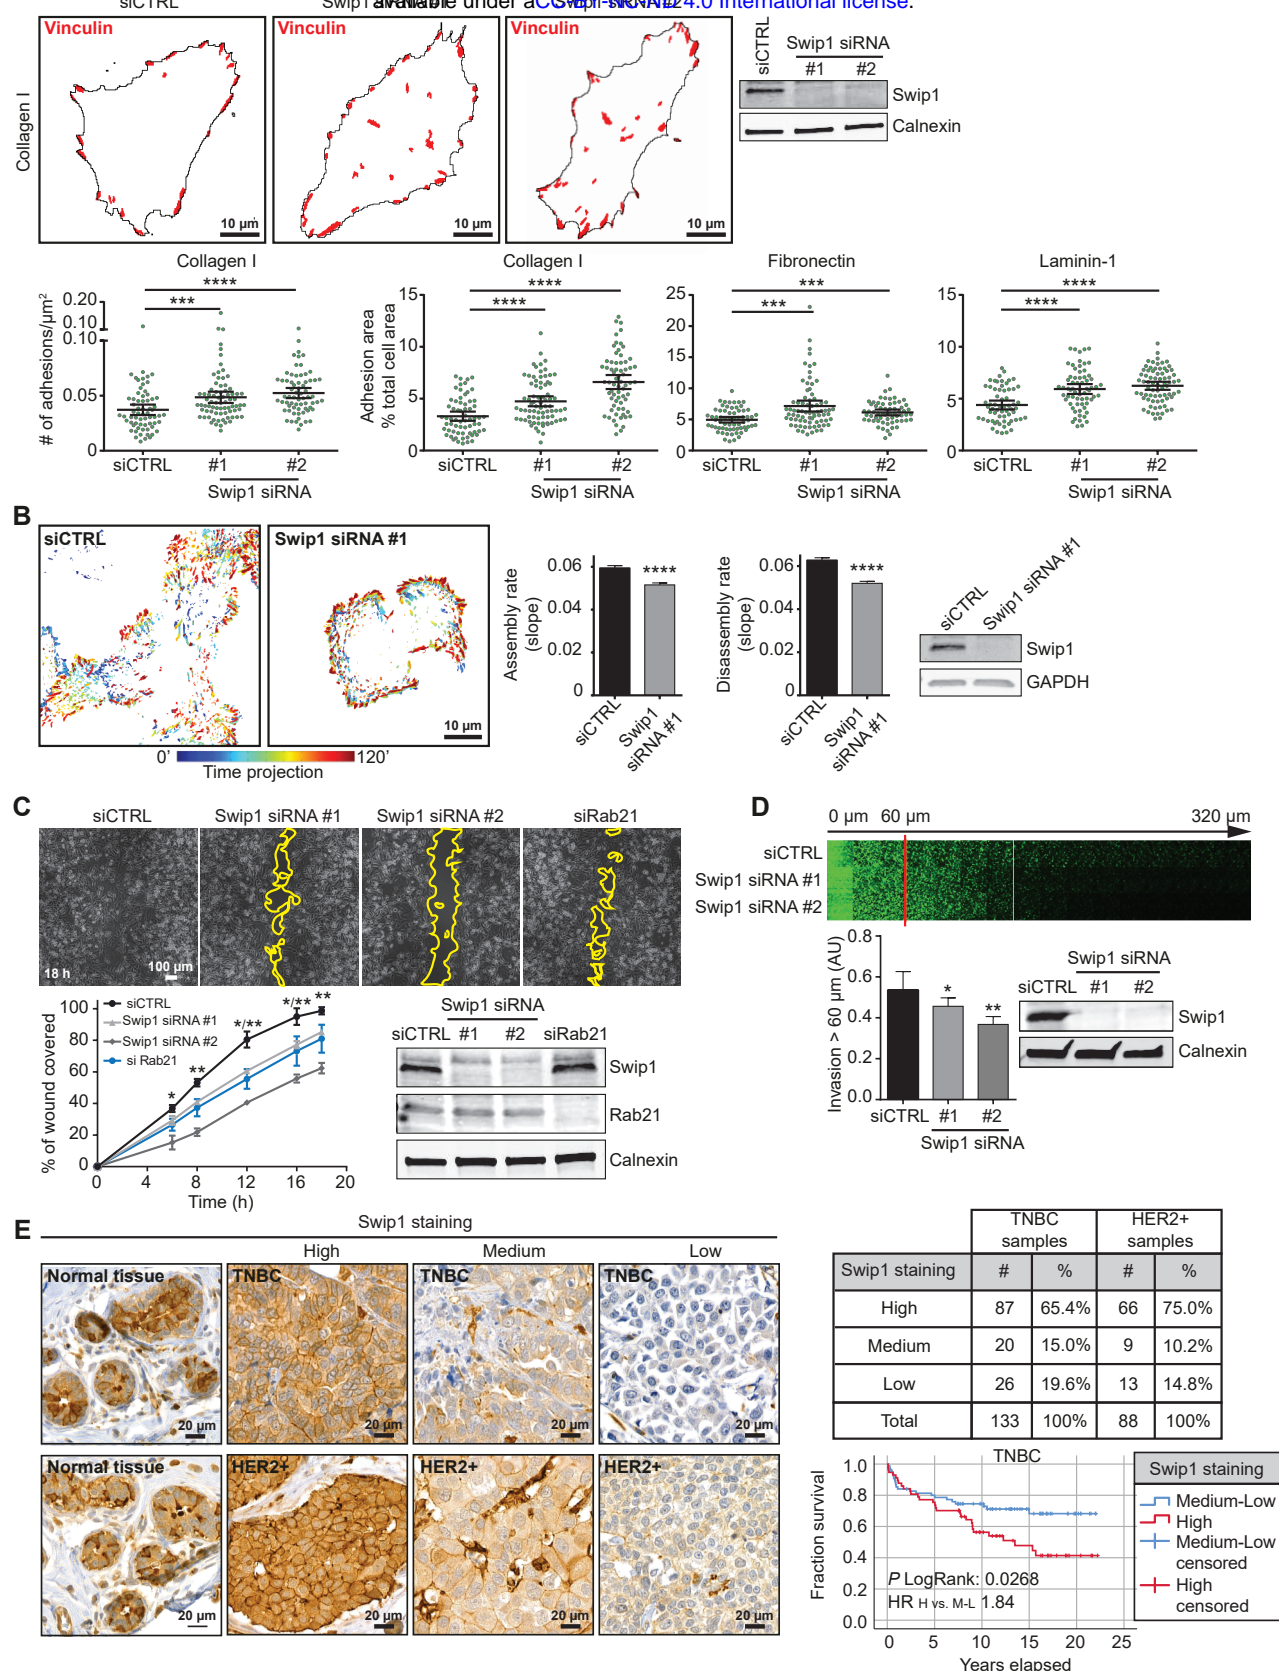 siCTRL
Swip1 siRNA #1
Swip1 siRNA #2
available under aCC-BY-NC-ND 4.0 International license.
Vinculin
Vinculin
Vinculin
Collagen I
10 µm
10 µm
10 µm
siCTRL
Swip1 siRNA
#1 #2
Swip1
Calnexin
Collagen I
# of adhesions/µm²
0.20
0.10
0.10
0.05
0
*** ****
siCTRL #1 #2
Swip1 siRNA
Collagen I
Adhesion area
% total cell area
15
10
5
0
**** ****
siCTRL #1 #2
Swip1 siRNA
Fibronectin
25
20
15
10
5
0
*** ***
siCTRL #1 #2
Swip1 siRNA
Laminin-1
15
10
5
0
**** ****
siCTRL #1 #2
Swip1 siRNA
B
siCTRL
Swip1 siRNA #1
10 µm
0' 120'
Time projection
Assembly rate
(slope)
0.06
0.04
0.02
0
****
siCTRL
Swip1
siRNA #1
Disassembly rate
(slope)
0.06
0.04
0.02
0
****
siCTRL
Swip1
siRNA #1
siCTRL
Swip1 siRNA #1
Swip1
GAPDH
C
siCTRL Swip1 siRNA #1 Swip1 siRNA #2 siRab21
18 h 100 µm
% of wound covered
100
80
60
40
20
0
siCTRL
Swip1 siRNA #1
Swip1 siRNA #2
si Rab21
* ** */** */** **
0 4 8 12 16 20
Time (h)
Swip1 siRNA
siCTRL #1 #2 siRab21
Swip1
Rab21
Calnexin
D
0 µm 60 µm 320 µm
siCTRL
Swip1 siRNA #1
Swip1 siRNA #2
Invasion > 60 µm (AU)
0.8
0.6
0.4
0.2
0
* **
siCTRL #1 #2
Swip1 siRNA
Swip1 siRNA
siCTRL #1 #2
Swip1
Calnexin
E
Swip1 staining
High Medium Low
Normal tissue TNBC TNBC TNBC
20 µm 20 µm 20 µm 20 µm
Normal tissue HER2+ HER2+ HER2+
20 µm 20 µm 20 µm 20 µm
TNBC HER2+
samples samples
Swip1 staining # % # %
High 87 65.4% 66 75.0%
Medium 20 15.0% 9 10.2%
Low 26 19.6% 13 14.8%
Total 133 100% 88 100%
TNBC
Fraction survival
1.0
0.8
0.6
0.4
0.2
0.0
P LogRank: 0.0268
HR H vs. M-L 1.84
0 5 10 15 20 25
Years elapsed
Swip1 staining
Medium-Low
High
Medium-Low
censored
High
censored